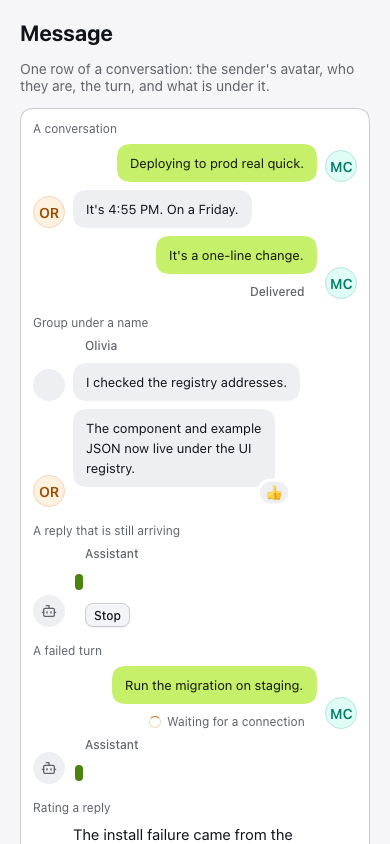 Message
One row of a conversation: the sender's avatar, who
they are, the turn, and what is under it.
A conversation
Deploying to prod real quick.
MC
OR
It's 4:55 PM. On a Friday.
It's a one-line change.
MC
Delivered
Group under a name
Olivia
I checked the registry addresses.
The component and example
JSON now live under the UI
registry.
OR
A reply that is still arriving
Assistant
Stop
A failed turn
Run the migration on staging.
MC
Waiting for a connection
Assistant
Rating a reply
The install failure came from the